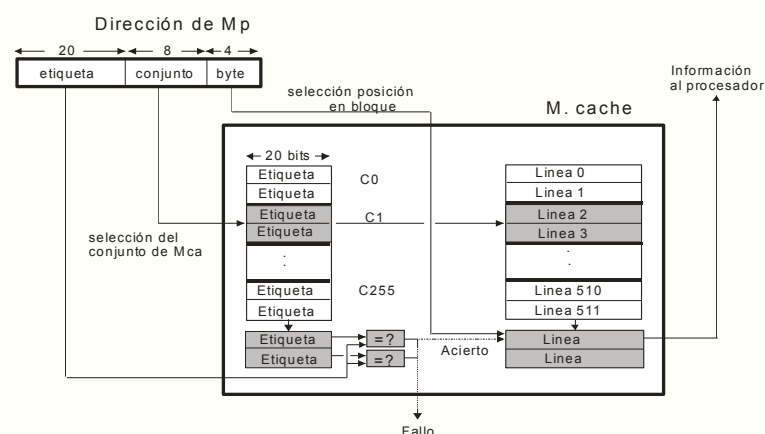 Dirección de Mp
20 8 4
etiqueta conjunto byte
Información
al procesador
selección posición
en bloque
M. cache
20 bits
Etiqueta
Etiqueta
C0
Linea 0
Linea 1
Etiqueta
Etiqueta
C1
Linea 2
Linea 3
selección del
conjunto de Mca
.
.
.
.
Etiqueta
Etiqueta
C255
Linea 510
Linea 511
Etiqueta
Etiqueta
=?
=?
Acierto
Linea
Linea
Fallo